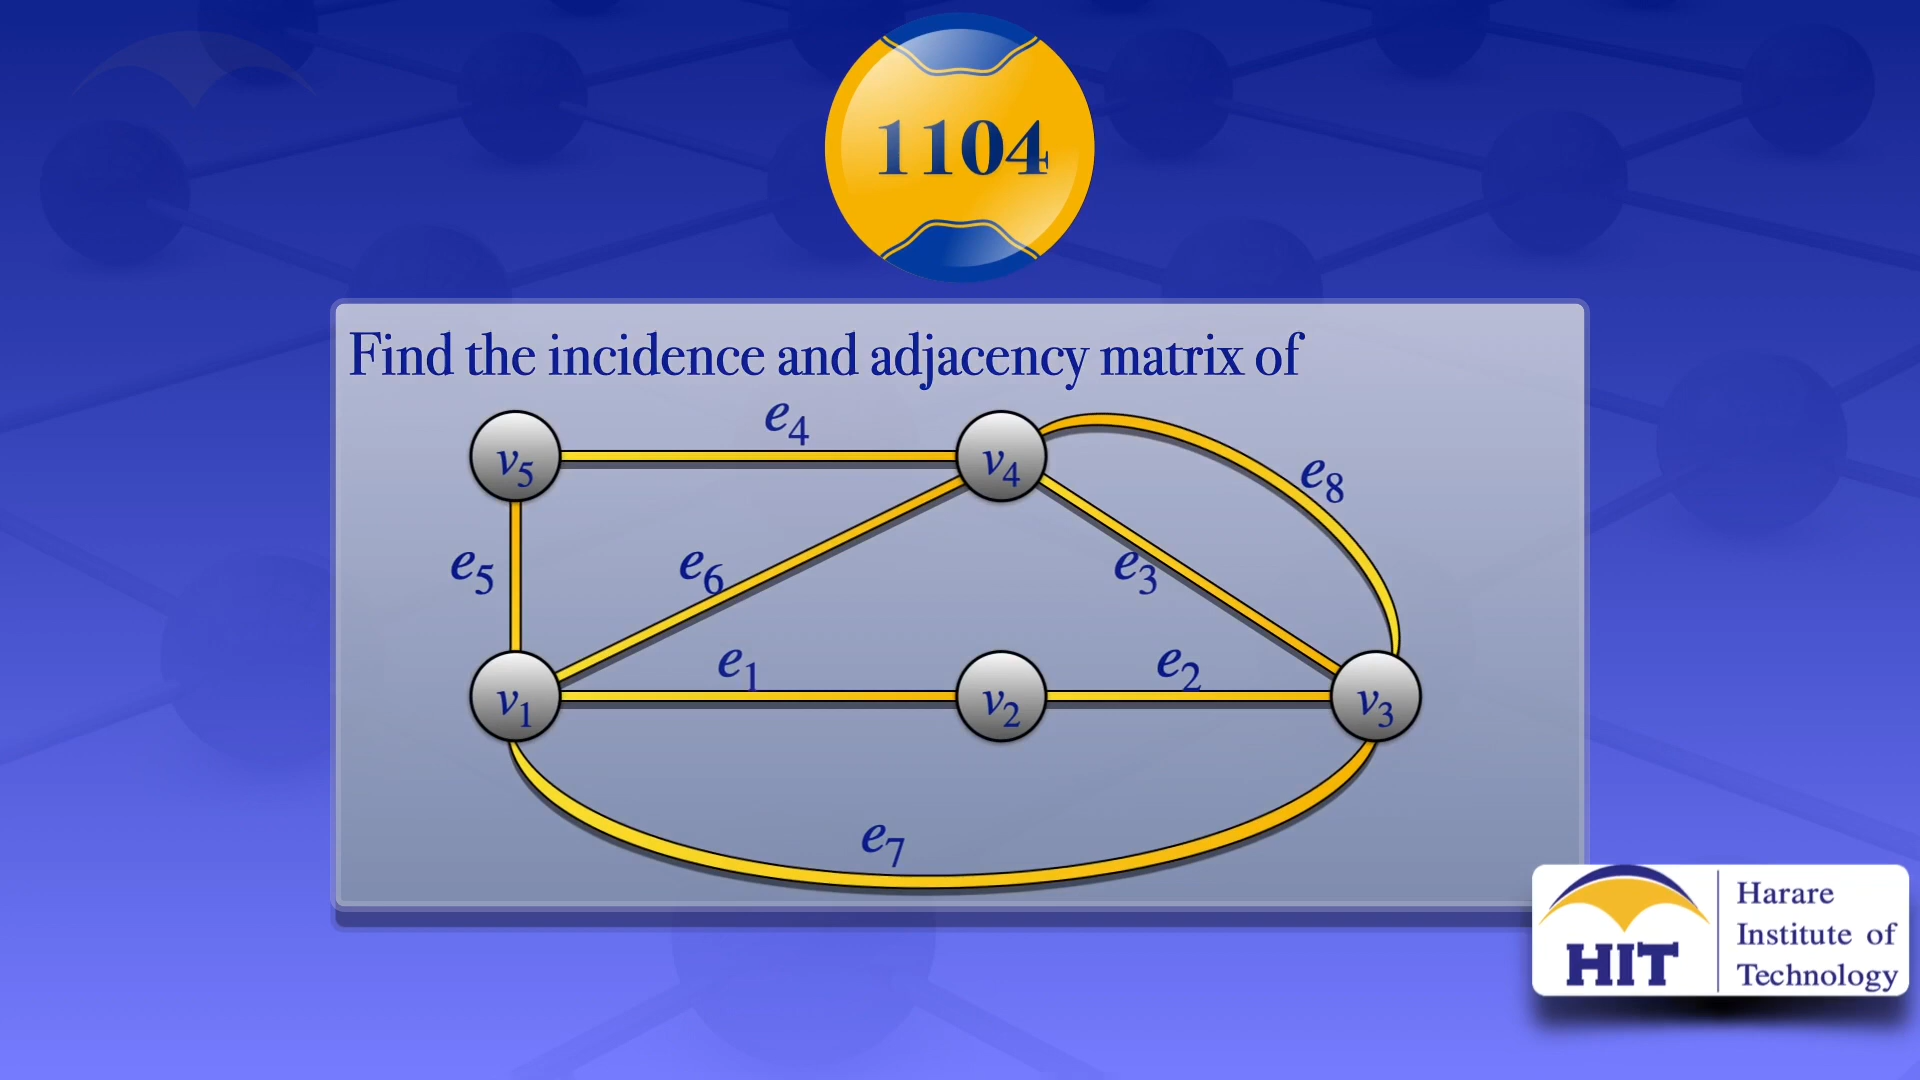 1104
Find the incidence and adjacency matrix of
e4
v5
v4
e8
e5
e6
e3
e1
e2
v1
v2
v3
e7
HIT
Harare
Institute of
Technology